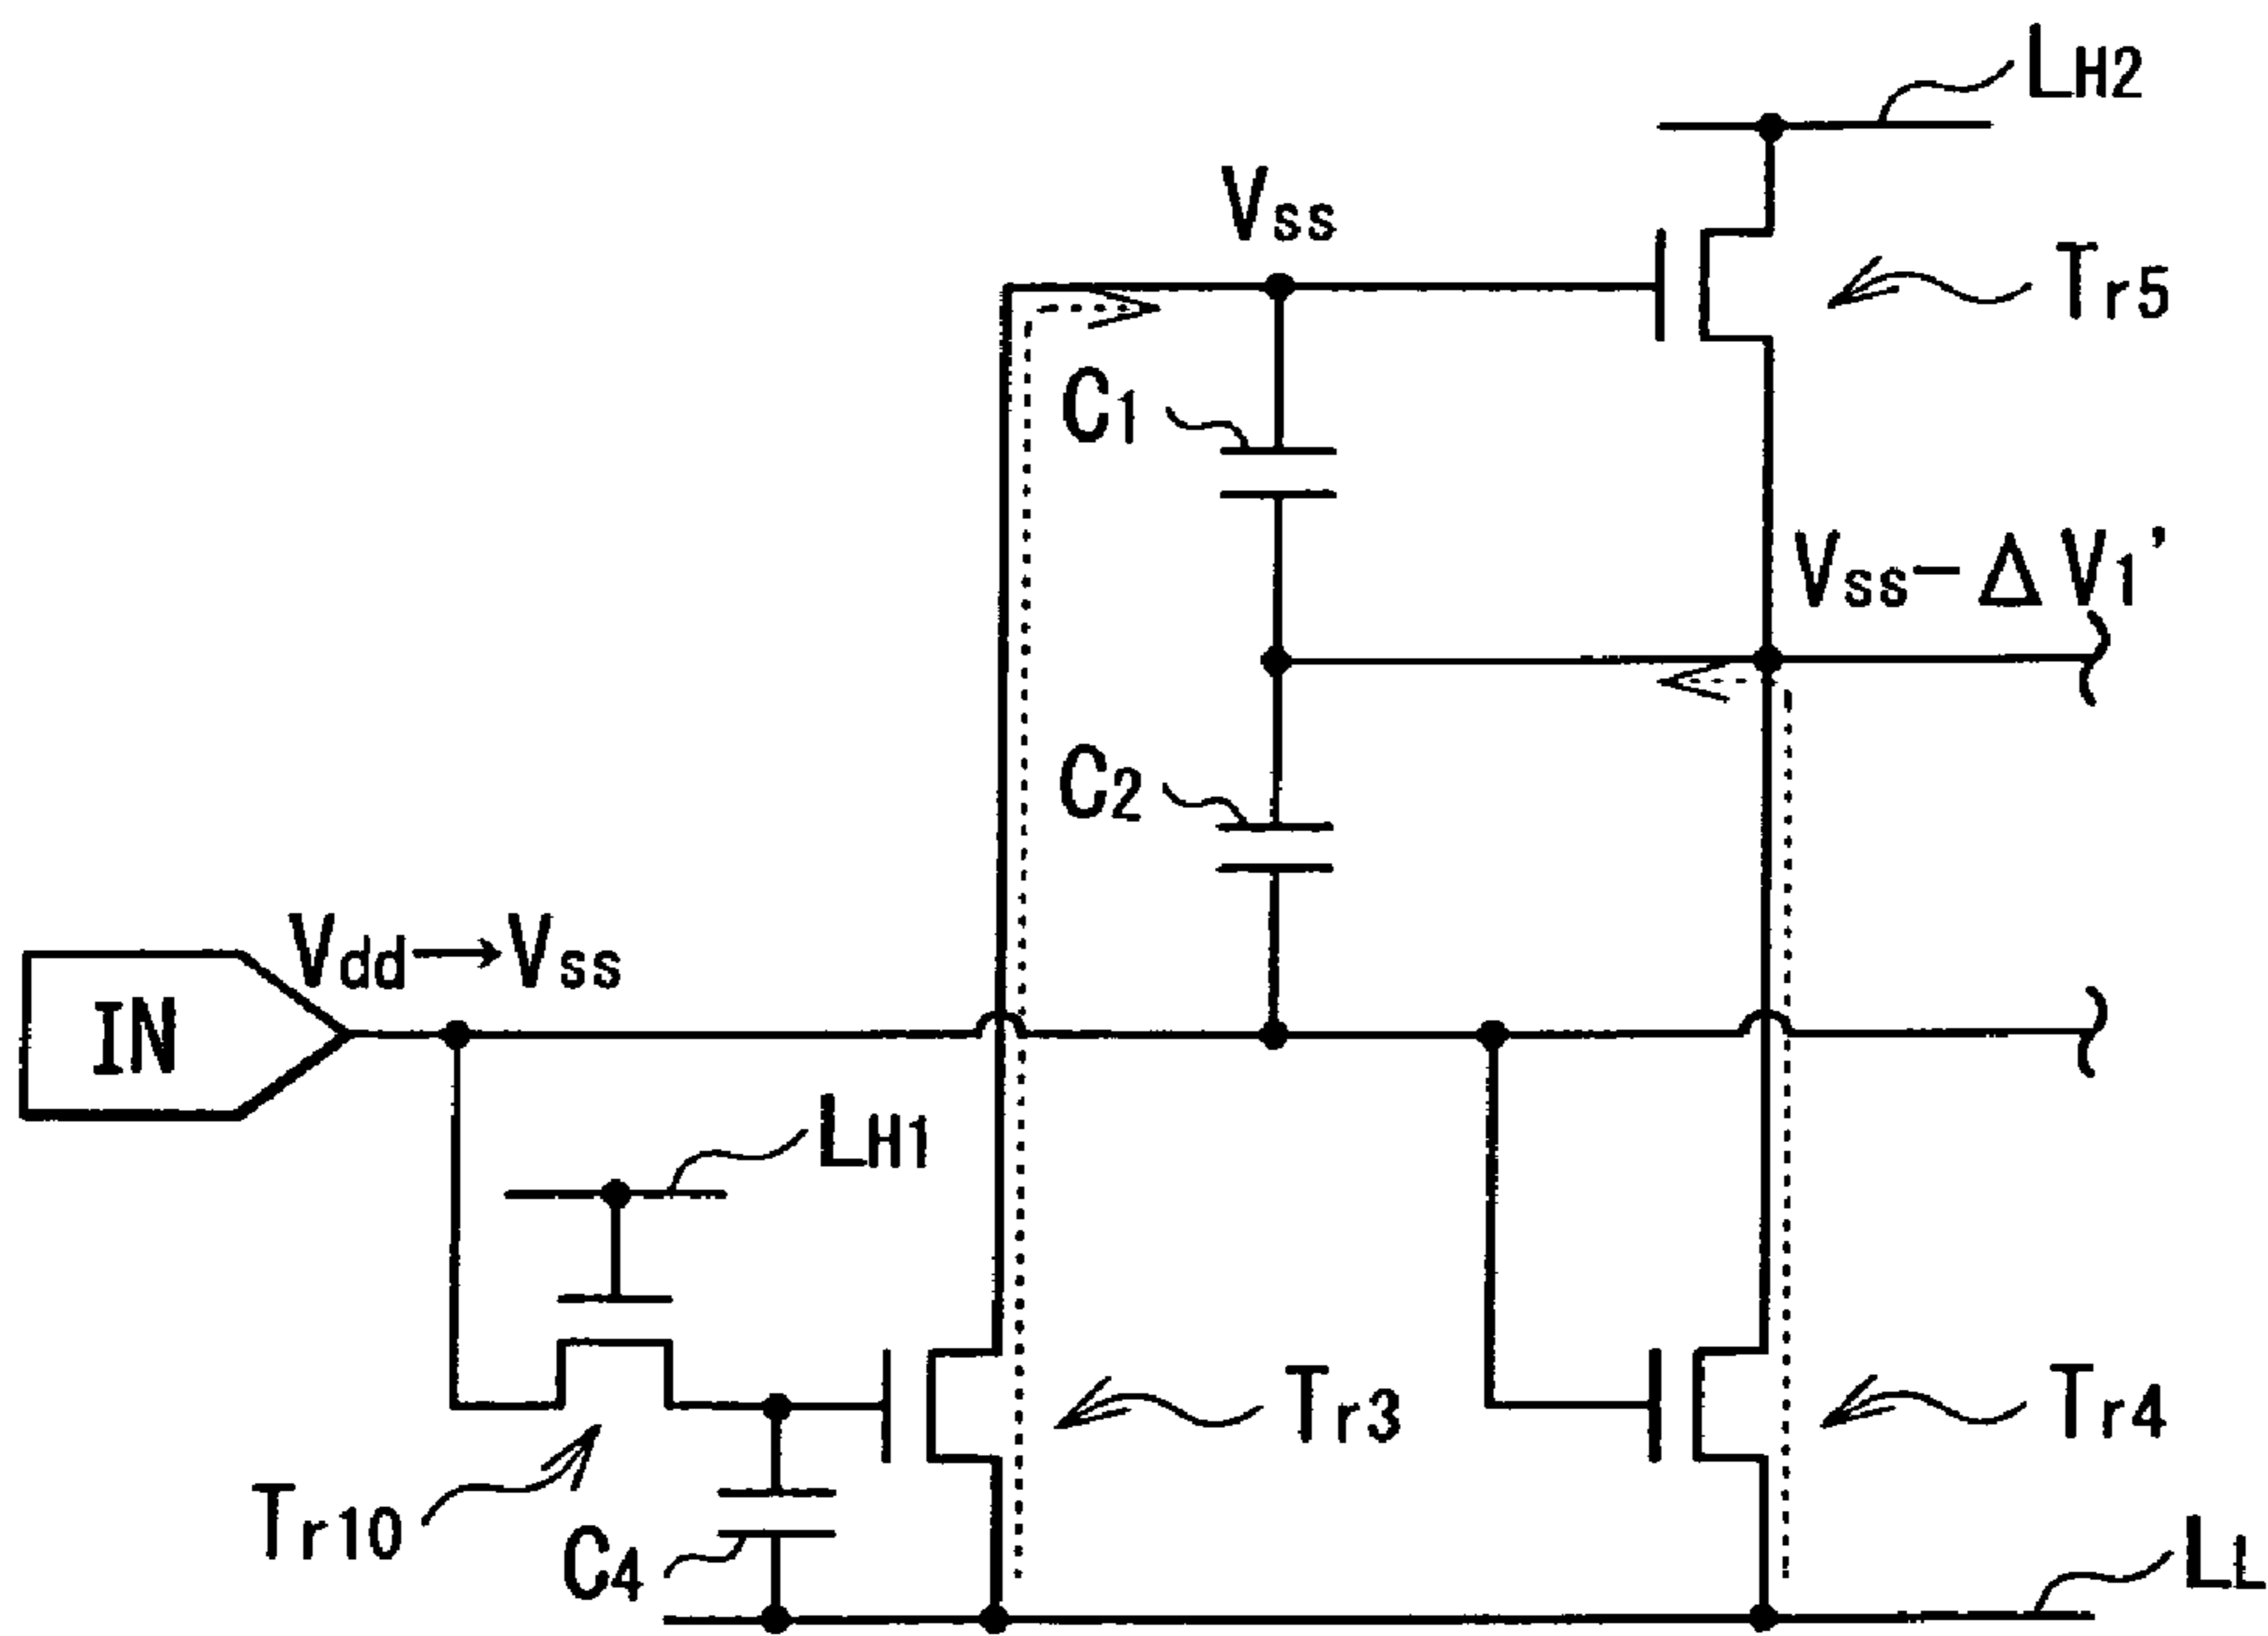 LH2
Vss
Tr5
C1
Vss-ΔV1'
C2
Vdd→Vss
IN
LH1
Tr3
Tr4
Tr10
C4
LL